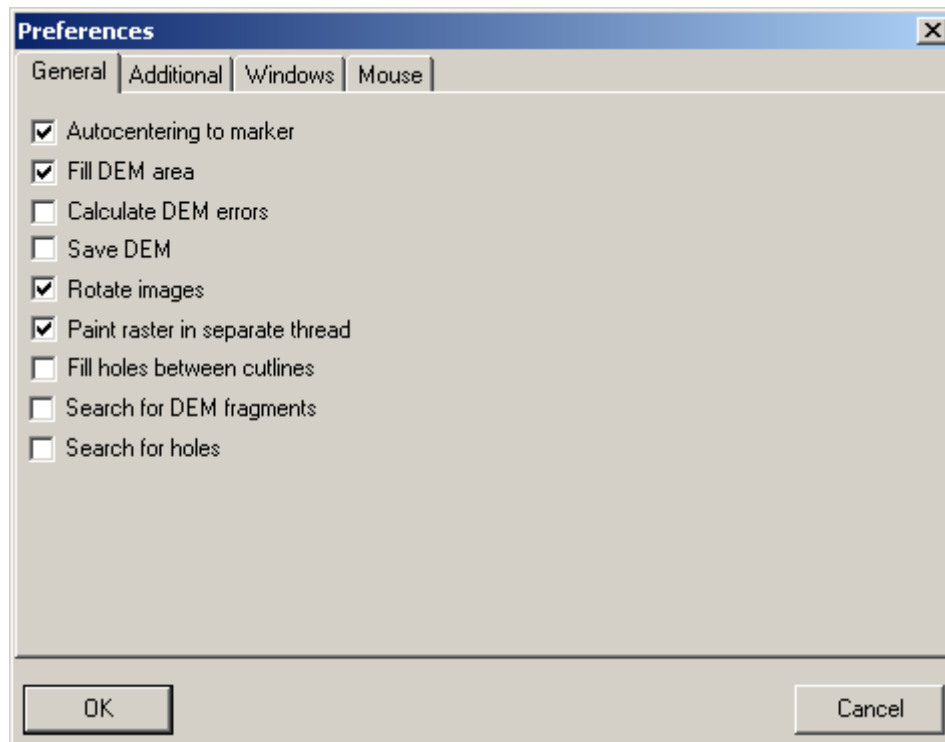 Preferences
General Additional Windows Mouse
Autocentering to marker
Fill DEM area
Calculate DEM errors
Save DEM
Rotate images
Paint raster in separate thread
Fill holes between cutlines
Search for DEM fragments
Search for holes
OK Cancel